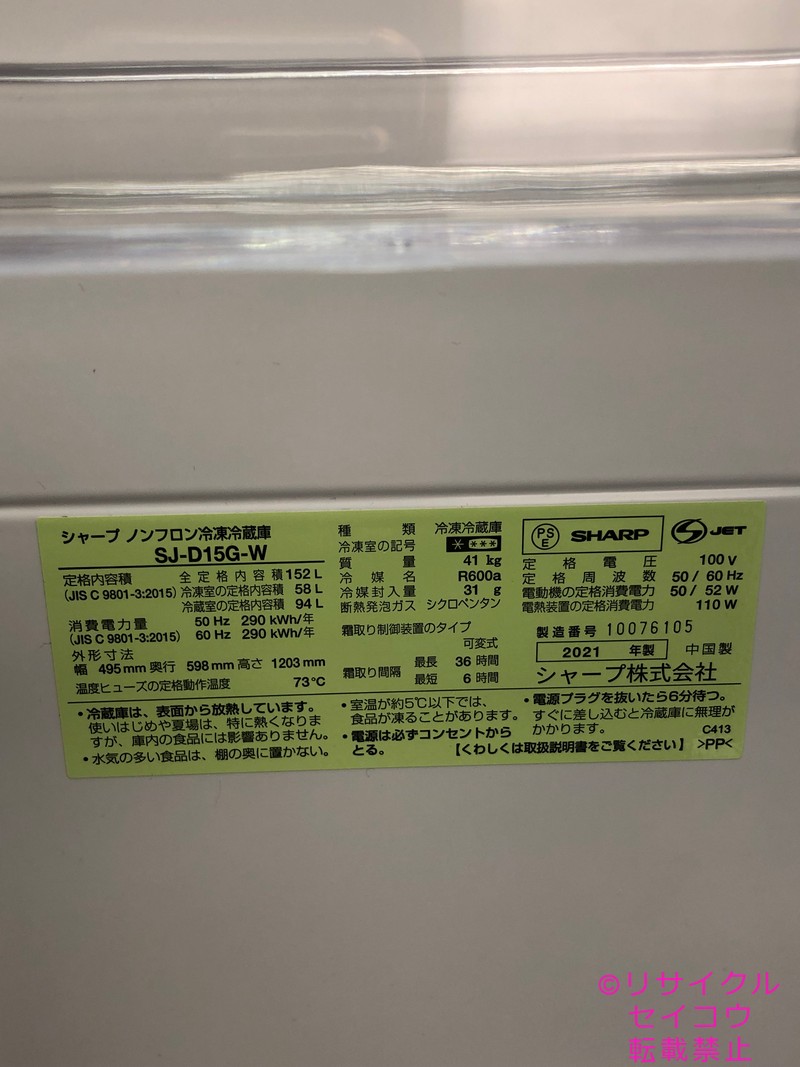 シャープ ノンフロン冷凍冷蔵庫
SJ-D15G-W
定格内容積 全定格内容積 152 L
(JIS C 9801-3:2015) 冷凍室の定格内容積 58 L
冷蔵室の定格内容積 94 L
消費電力量 50 Hz 290 kWh/年
(JIS C 9801-3:2015) 60 Hz 290 kWh/年
外形寸法
幅 495 mm 奥行 598 mm 高さ 1203 mm
温度ヒューズの定格動作温度 73℃
種類 冷凍冷蔵庫
冷凍室の記号 * ***
質量 41 kg
冷媒名 R600a
冷媒封入量 31 g
断熱発泡ガス シクロペンタン
霜取り制御装置のタイプ
可変式
霜取り間隔 最長 36 時間
最短 6 時間
PS E SHARP S-JET
定格電圧 100 V
定格周波数 50 / 60 Hz
電動機の定格消費電力 50 / 52 W
電熱装置の定格消費電力 110 W
製造番号 10076105
2021 年製 中国製
シャープ株式会社
・冷蔵庫は、表面から放熱しています。
使いはじめや夏場は、特に熱くなりま
すが、庫内の食品には影響ありません。
・水気の多い食品は、棚の奥に置かない。
・室温が約5℃以下では、
食品が凍ることがあります。
・電源は必ずコンセントから
とる。
・電源プラグを抜いたら6分待つ。
すぐに差し込むと冷蔵庫に無理が
かかります。 C413
【くわしくは取扱説明書をご覧ください】 >PP<
©リサイクル
セイコウ
転載禁止